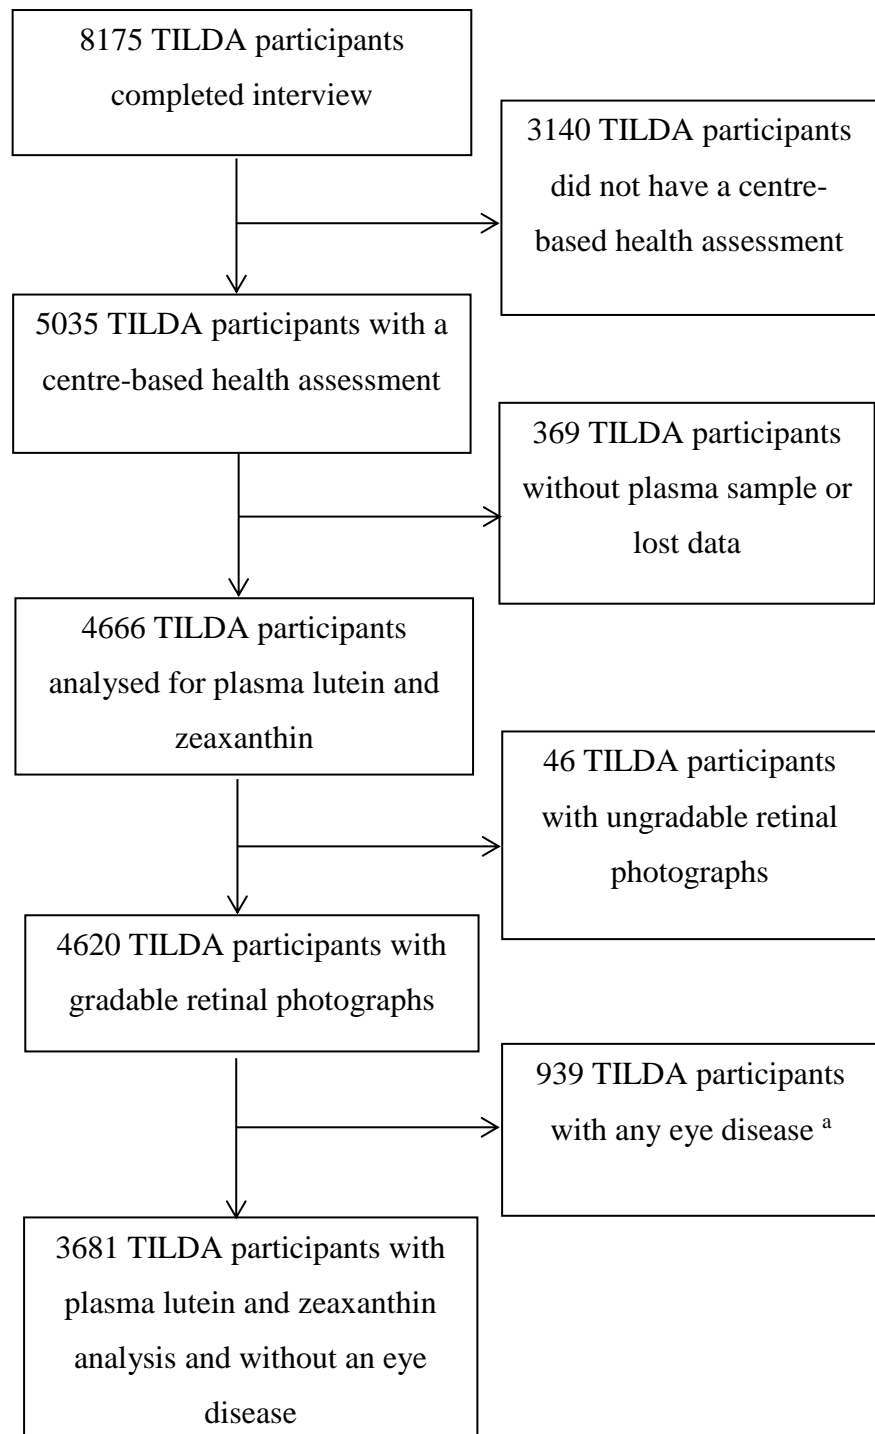 8175 TILDA participants
completed interview
3140 TILDA participants
did not have a centre-
based health assessment
5035 TILDA participants with a
centre-based health assessment
369 TILDA participants
without plasma sample or
lost data
4666 TILDA participants
analysed for plasma lutein and
zeaxanthin
46 TILDA participants
with ungradable retinal
photographs
4620 TILDA participants with
gradable retinal photographs
939 TILDA participants
with any eye disease a
3681 TILDA participants with
plasma lutein and zeaxanthin
analysis and without an eye
disease